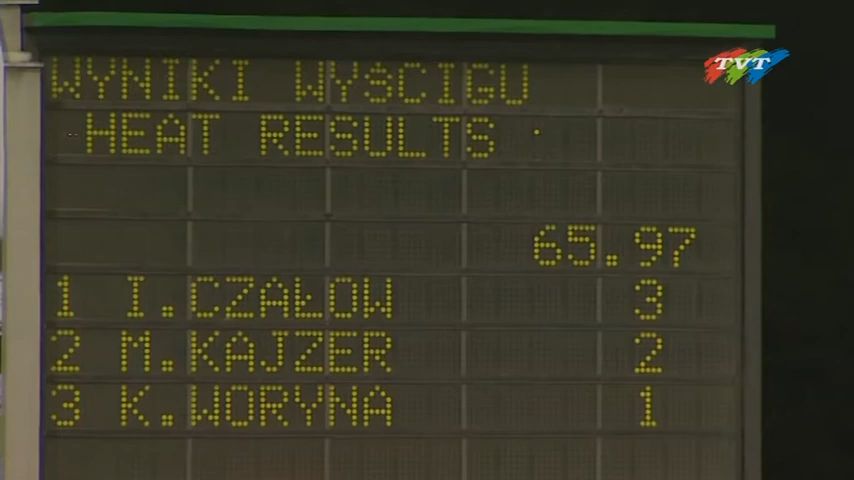 TVT
WYNIKI WYŚCIGU
HEAT RESULTS
65.97
1 I.CZAŁOW 3
2 M.KAJZER 2
3 K.WORYNA 1